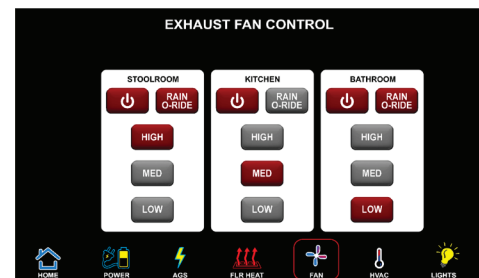 EXHAUST FAN CONTROL
STOOLROOM
RAIN
O-RIDE
HIGH
MED
LOW
KITCHEN
RAIN
O-RIDE
HIGH
MED
LOW
BATHROOM
RAIN
O-RIDE
HIGH
MED
LOW
HOME POWER AGS FLR HEAT FAN HVAC LIGHTS